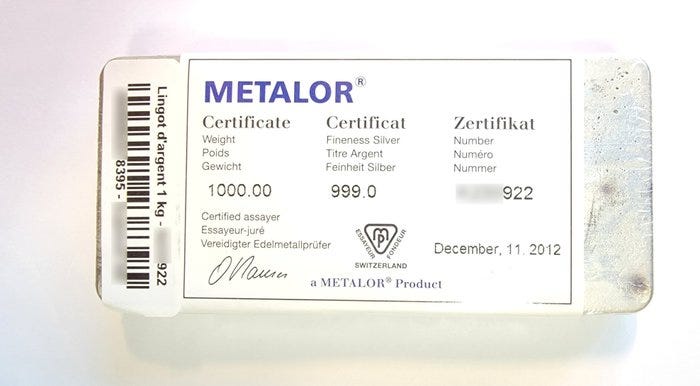 METALOR®
Certificate Certificat Zertifikat
Weight Fineness Silver Number
Poids Titre Argent Numéro
Gewicht Feinheit Silber Nummer
1000.00 999.0 922
Certified assayer
Essayeur-juré
Vereidigter Edelmetallprüfer
ESSAYEUR FONDEUR
MP
SWITZERLAND
December, 11. 2012
a METALOR® Product
Lingot d'argent 1 kg - 922
8395 -